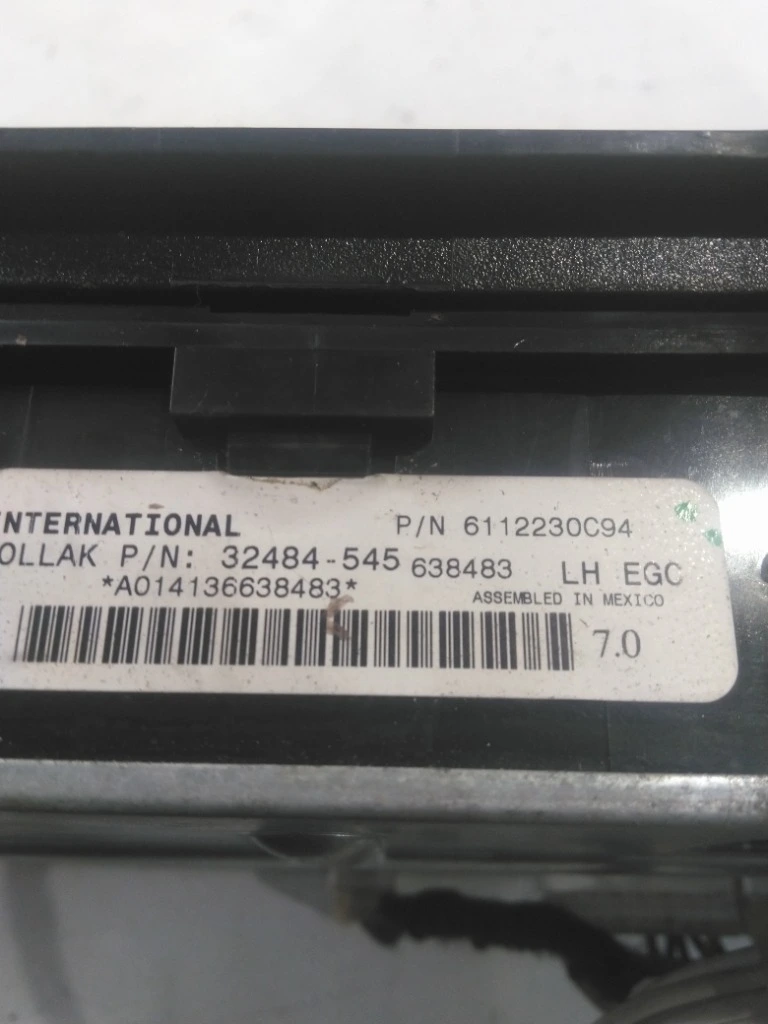 INTERNATIONAL P/N 6112230C94
OLLAK P/N: 32484-545 638483 LH EGC
*A014136638483* ASSEMBLED IN MEXICO
7.0